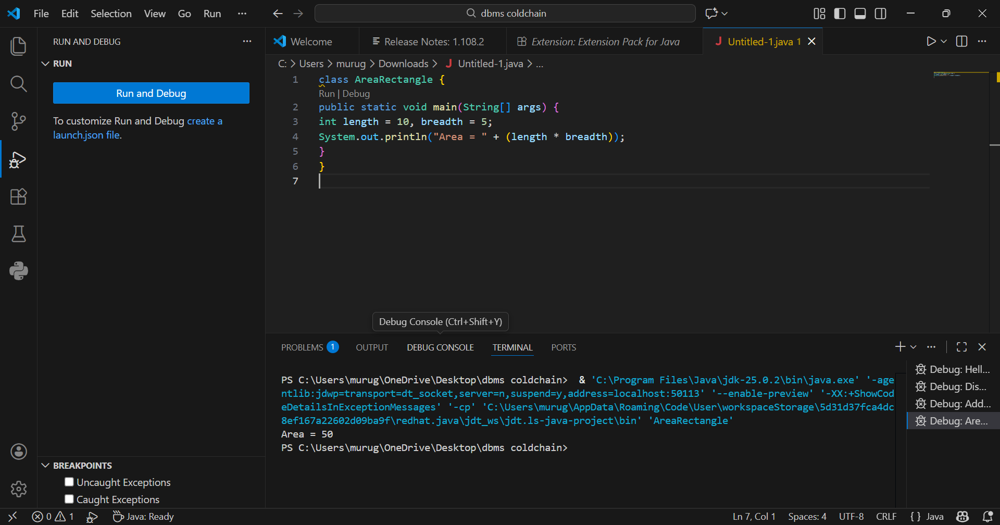 File Edit Selection View Go Run ···
dbms coldchain
RUN AND DEBUG
RUN
Run and Debug
To customize Run and Debug create a
launch.json file.
Welcome
Release Notes: 1.108.2
Extension: Extension Pack for Java
J Untitled-1.java 1
C: > Users > murug > Downloads > J Untitled-1.java > ...
1 class AreaRectangle {
Run | Debug
2 public static void main(String[] args) {
3 int length = 10, breadth = 5;
4 System.out.println("Area = " + (length * breadth));
5 }
6 }
7
Debug Console (Ctrl+Shift+Y)
PROBLEMS 1 OUTPUT DEBUG CONSOLE TERMINAL PORTS
PS C:\Users\murug\OneDrive\Desktop\dbms coldchain>  & 'C:\Program Files\Java\jdk-25.0.2\bin\java.exe' '-age
ntlib:jdwp=transport=dt_socket,server=n,suspend=y,address=localhost:50113' '--enable-preview' '-XX:+ShowCod
eDetailsInExceptionMessages' '-cp' 'C:\Users\murug\AppData\Roaming\Code\User\workspaceStorage\5d31d37fca4dc
8ef167a22602d09ba9f\redhat.java\jdt_ws\jdt.ls-java-project\bin' 'AreaRectangle'
Area = 50
PS C:\Users\murug\OneDrive\Desktop\dbms coldchain>
Debug: Hell...
Debug: Dis...
Debug: Add...
Debug: Are...
BREAKPOINTS
Uncaught Exceptions
Caught Exceptions
0 1 Java: Ready
Ln 7, Col 1 Spaces: 4 UTF-8 CRLF { } Java